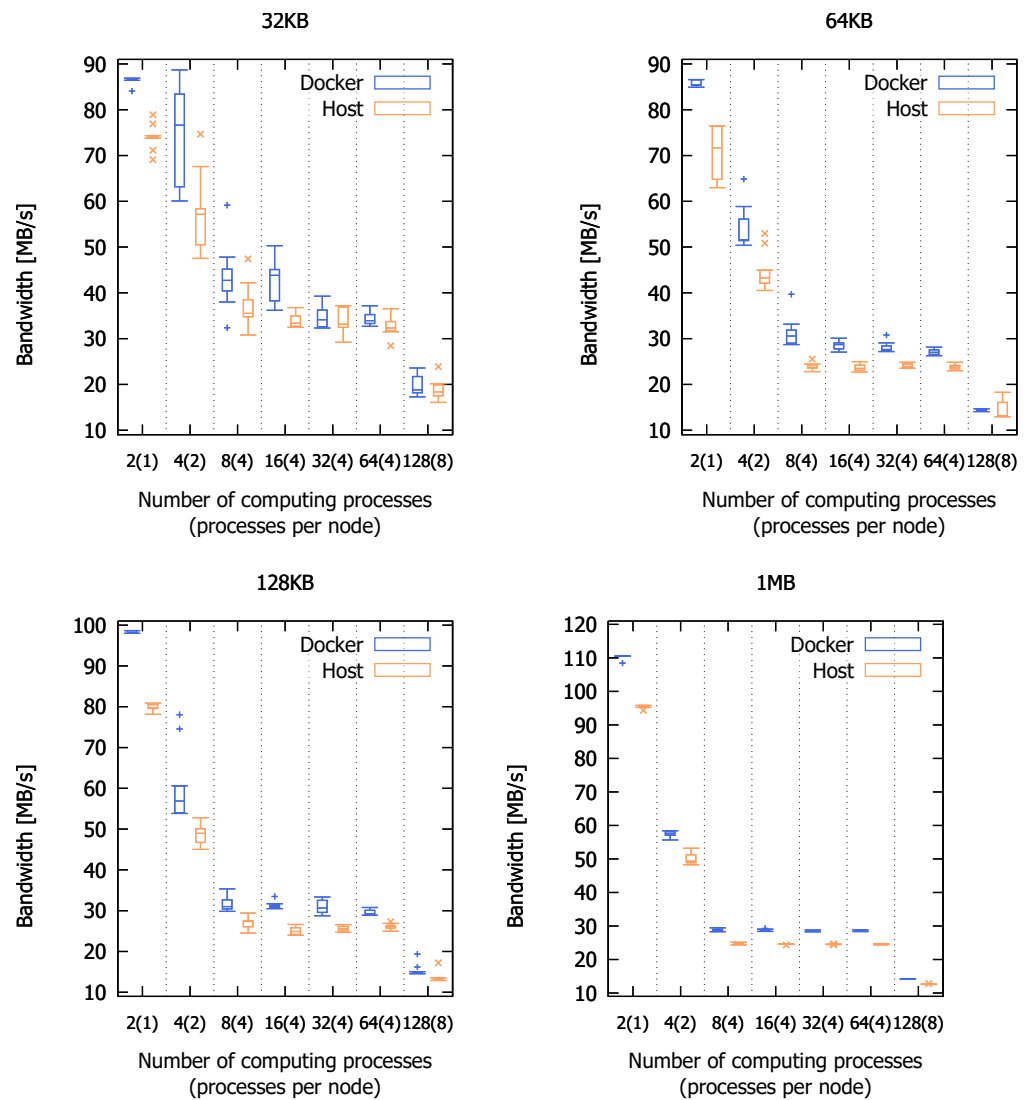 32KB
Docker
Host
90
80
70
60
50
40
30
20
10
Bandwidth [MB/s]
2(1) 4(2) 8(4) 16(4) 32(4) 64(4) 128(8)
Number of computing processes
(processes per node)
64KB
Docker
Host
90
80
70
60
50
40
30
20
10
Bandwidth [MB/s]
2(1) 4(2) 8(4) 16(4) 32(4) 64(4) 128(8)
Number of computing processes
(processes per node)
128KB
Docker
Host
100
90
80
70
60
50
40
30
20
10
Bandwidth [MB/s]
2(1) 4(2) 8(4) 16(4) 32(4) 64(4) 128(8)
Number of computing processes
(processes per node)
1MB
Docker
Host
120
110
100
90
80
70
60
50
40
30
20
10
Bandwidth [MB/s]
2(1) 4(2) 8(4) 16(4) 32(4) 64(4) 128(8)
Number of computing processes
(processes per node)